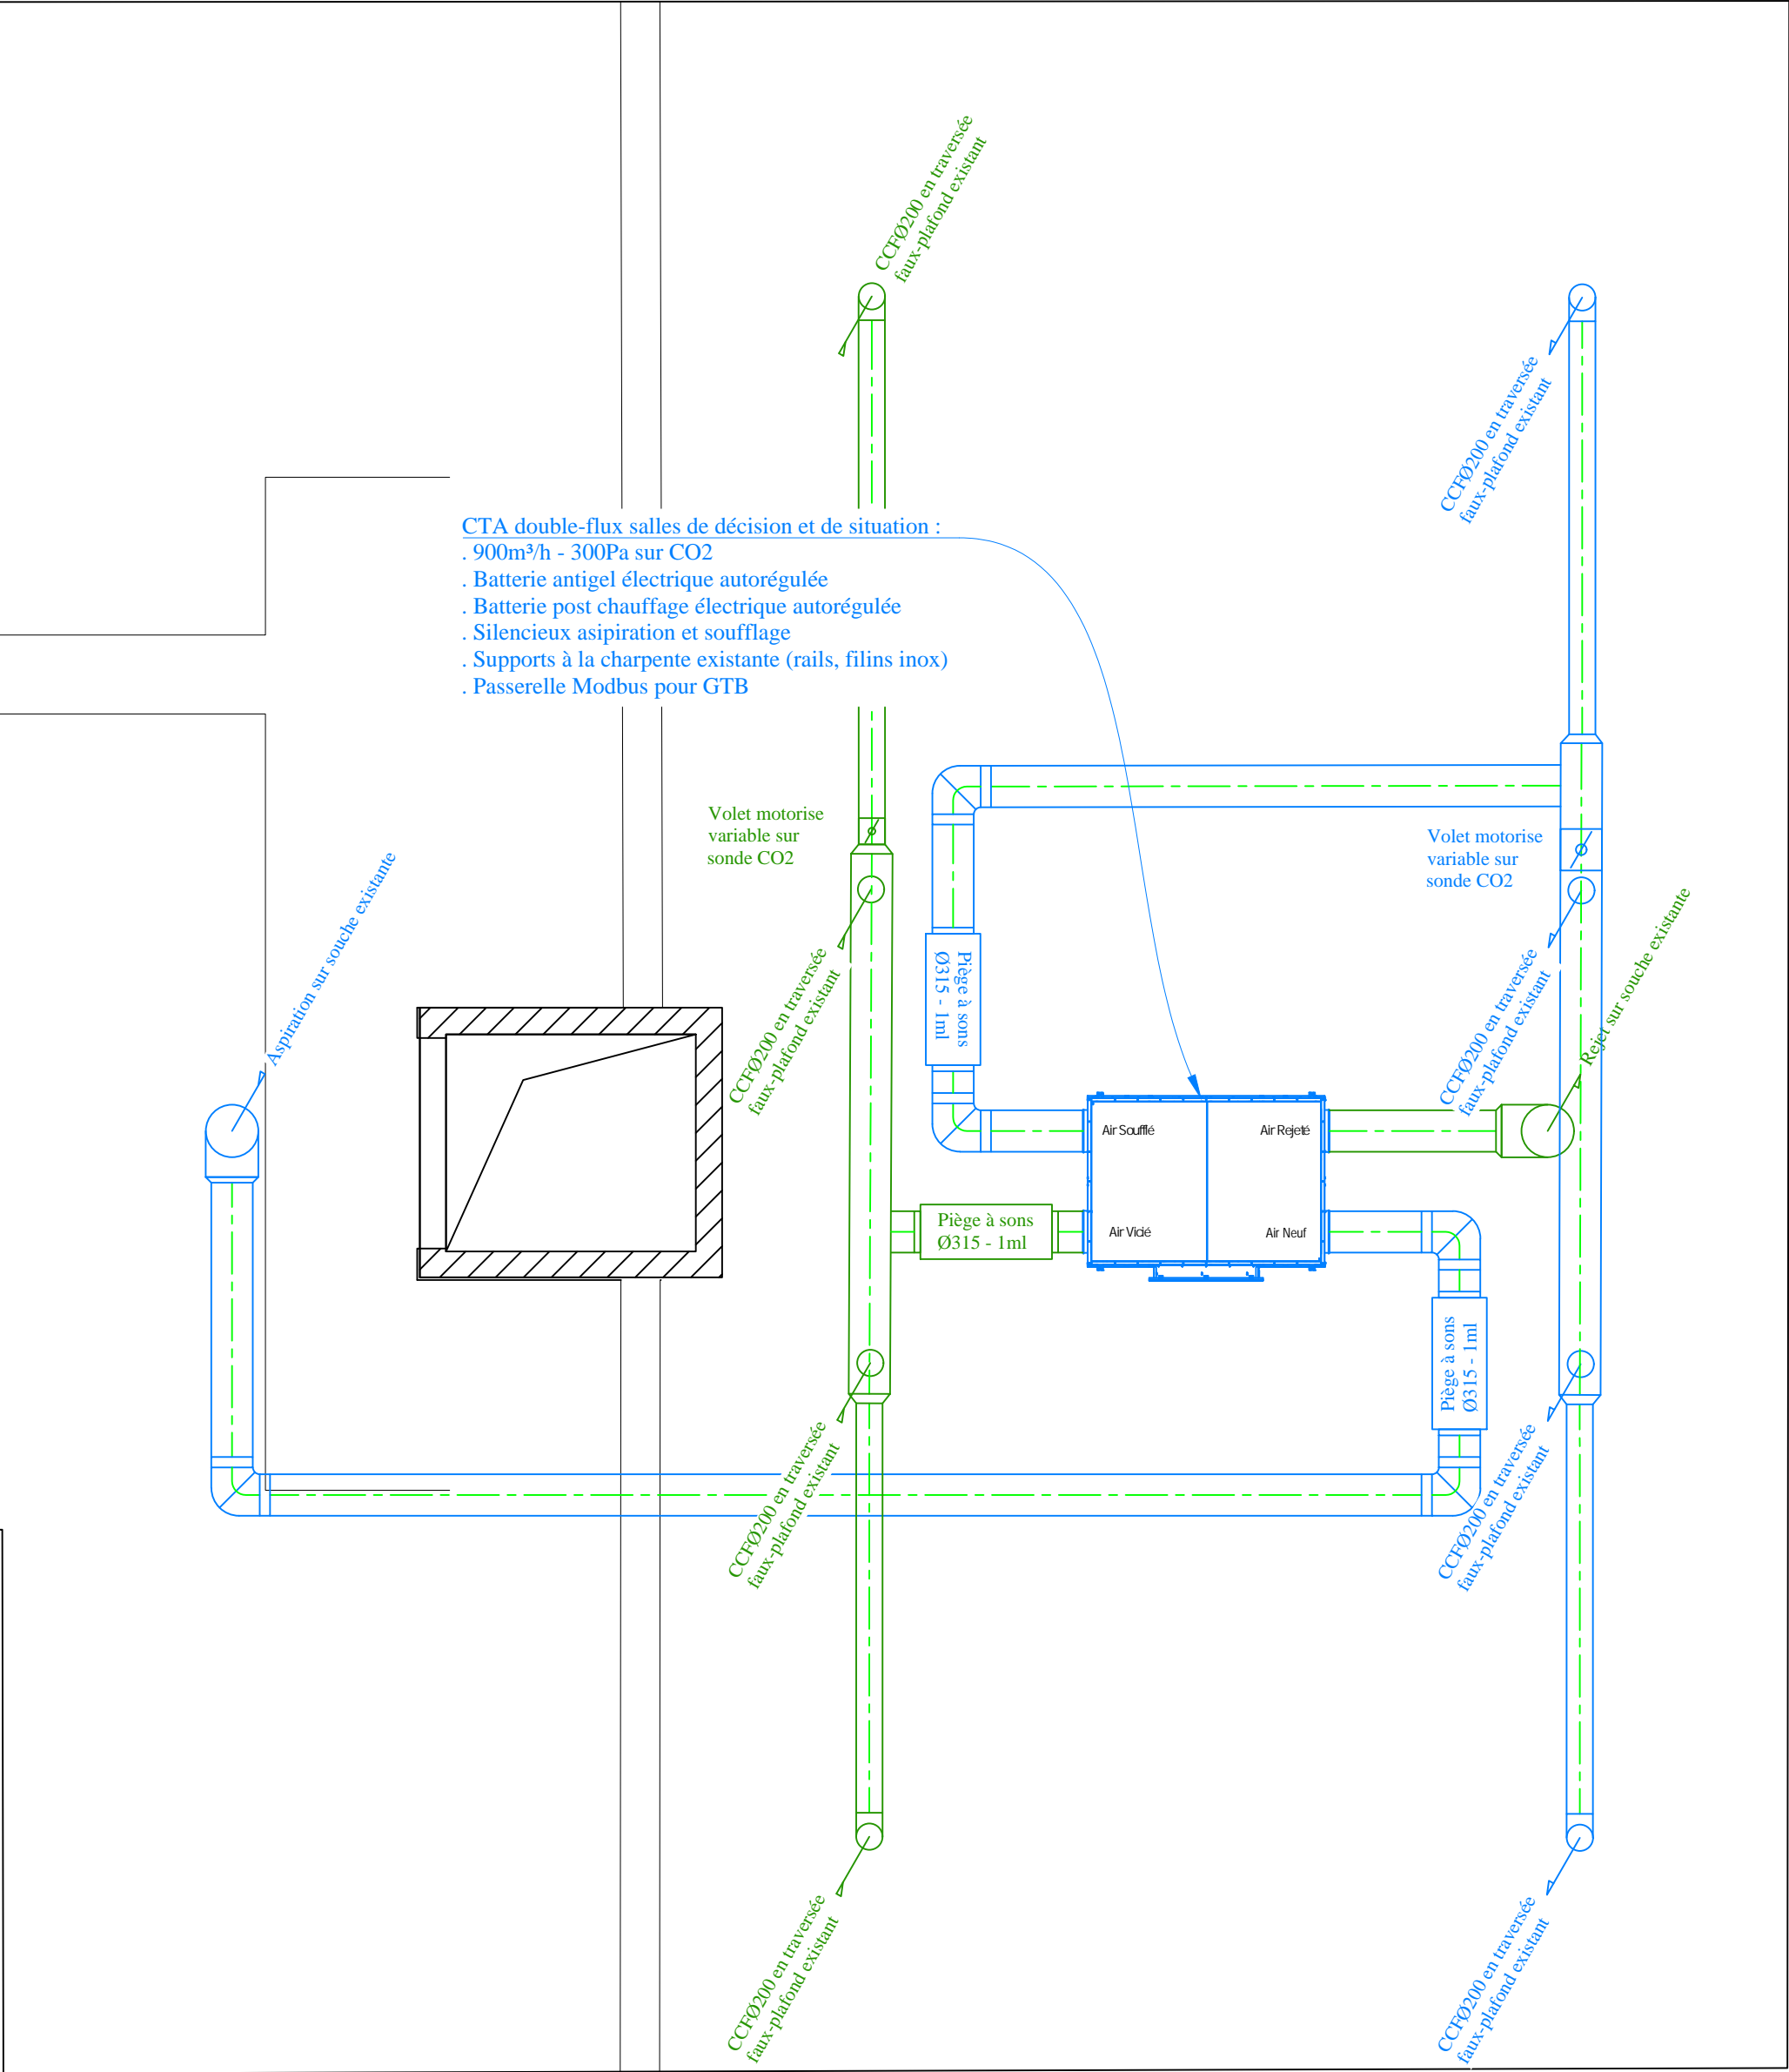 CCFØ200 en traversée
faux-plafond existant
CCFØ200 en traversée
faux-plafond existant
CTA double-flux salles de décision et de situation :
. 900m³/h - 300Pa sur CO2
. Batterie antigel électrique autorégulée
. Batterie post chauffage électrique autorégulée
. Silencieux asipiration et soufflage
. Supports à la charpente existante (rails, filins inox)
. Passerelle Modbus pour GTB
Volet motorise
variable sur
sonde CO2
Volet motorise
variable sur
sonde CO2
Aspiration sur souche existante
CCFØ200 en traversée
faux-plafond existant
Piège à sons
Ø315 - 1ml
CCFØ200 en traversée
faux-plafond existant
Rejet sur souche existante
Air Soufflé
Air Rejeté
Piège à sons
Ø315 - 1ml
Air Vicié
Air Neuf
Piège à sons
Ø315 - 1ml
CCFØ200 en traversée
faux-plafond existant
CCFØ200 en traversée
faux-plafond existant
CCFØ200 en traversée
faux-plafond existant
CCFØ200 en traversée
faux-plafond existant